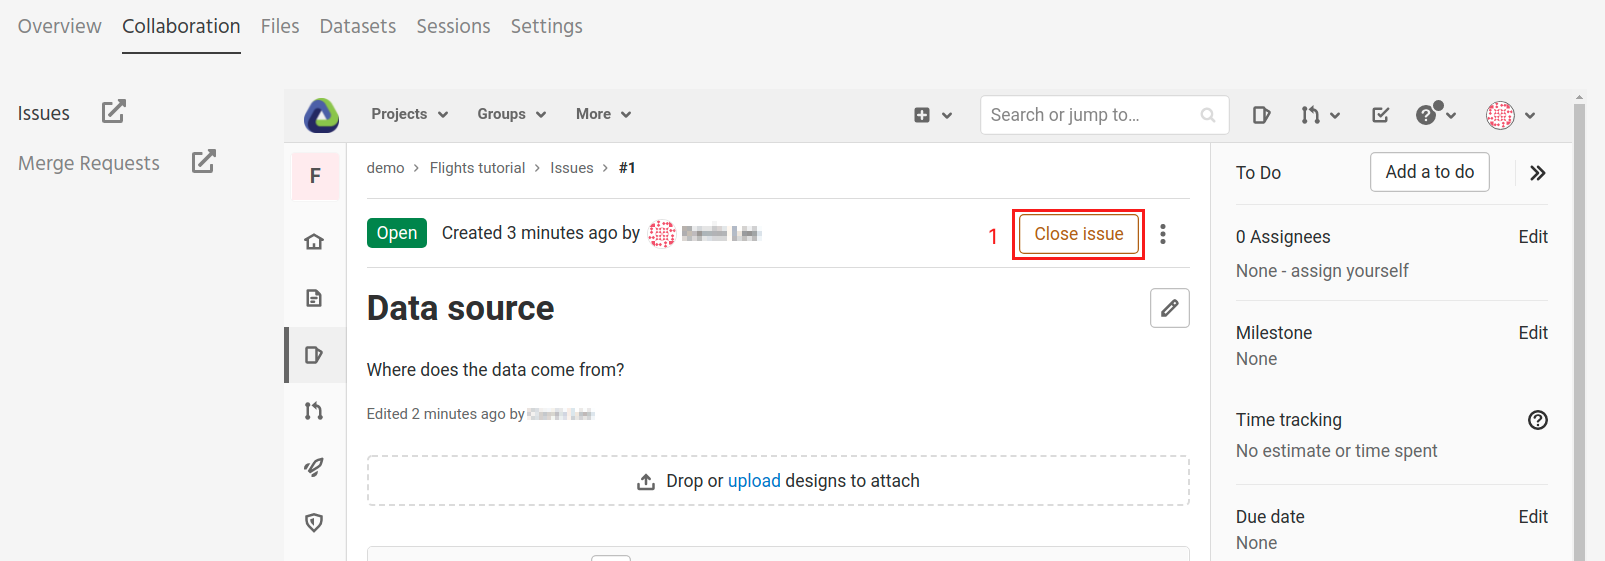 Overview Collaboration Files Datasets Sessions Settings
Issues
Merge Requests
Projects Groups More Search or jump to...
F
demo › Flights tutorial › Issues › #1
Open Created 3 minutes ago by
1 Close issue
Data source
Where does the data come from?
Edited 2 minutes ago by
Drop or upload designs to attach
To Do Add a to do
0 Assignees Edit
None - assign yourself
Milestone Edit
None
Time tracking
No estimate or time spent
Due date Edit
None